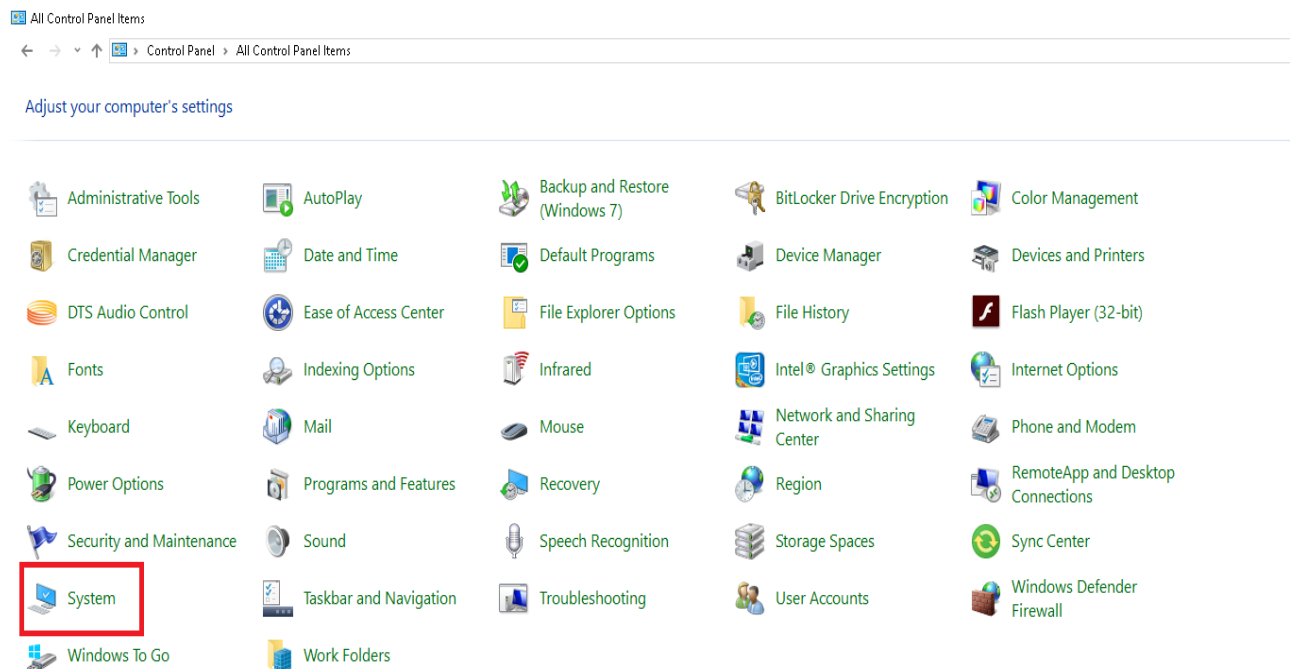 All Control Panel Items
Control Panel > All Control Panel Items
Adjust your computer's settings
Administrative Tools
AutoPlay
Backup and Restore
(Windows 7)
BitLocker Drive Encryption
Color Management
Credential Manager
Date and Time
Default Programs
Device Manager
Devices and Printers
DTS Audio Control
Ease of Access Center
File Explorer Options
File History
Flash Player (32-bit)
Fonts
Indexing Options
Infrared
Intel® Graphics Settings
Internet Options
Keyboard
Mail
Mouse
Network and Sharing
Center
Phone and Modem
Power Options
Programs and Features
Recovery
Region
RemoteApp and Desktop
Connections
Security and Maintenance
Sound
Speech Recognition
Storage Spaces
Sync Center
System
Taskbar and Navigation
Troubleshooting
User Accounts
Windows Defender
Firewall
Windows To Go
Work Folders